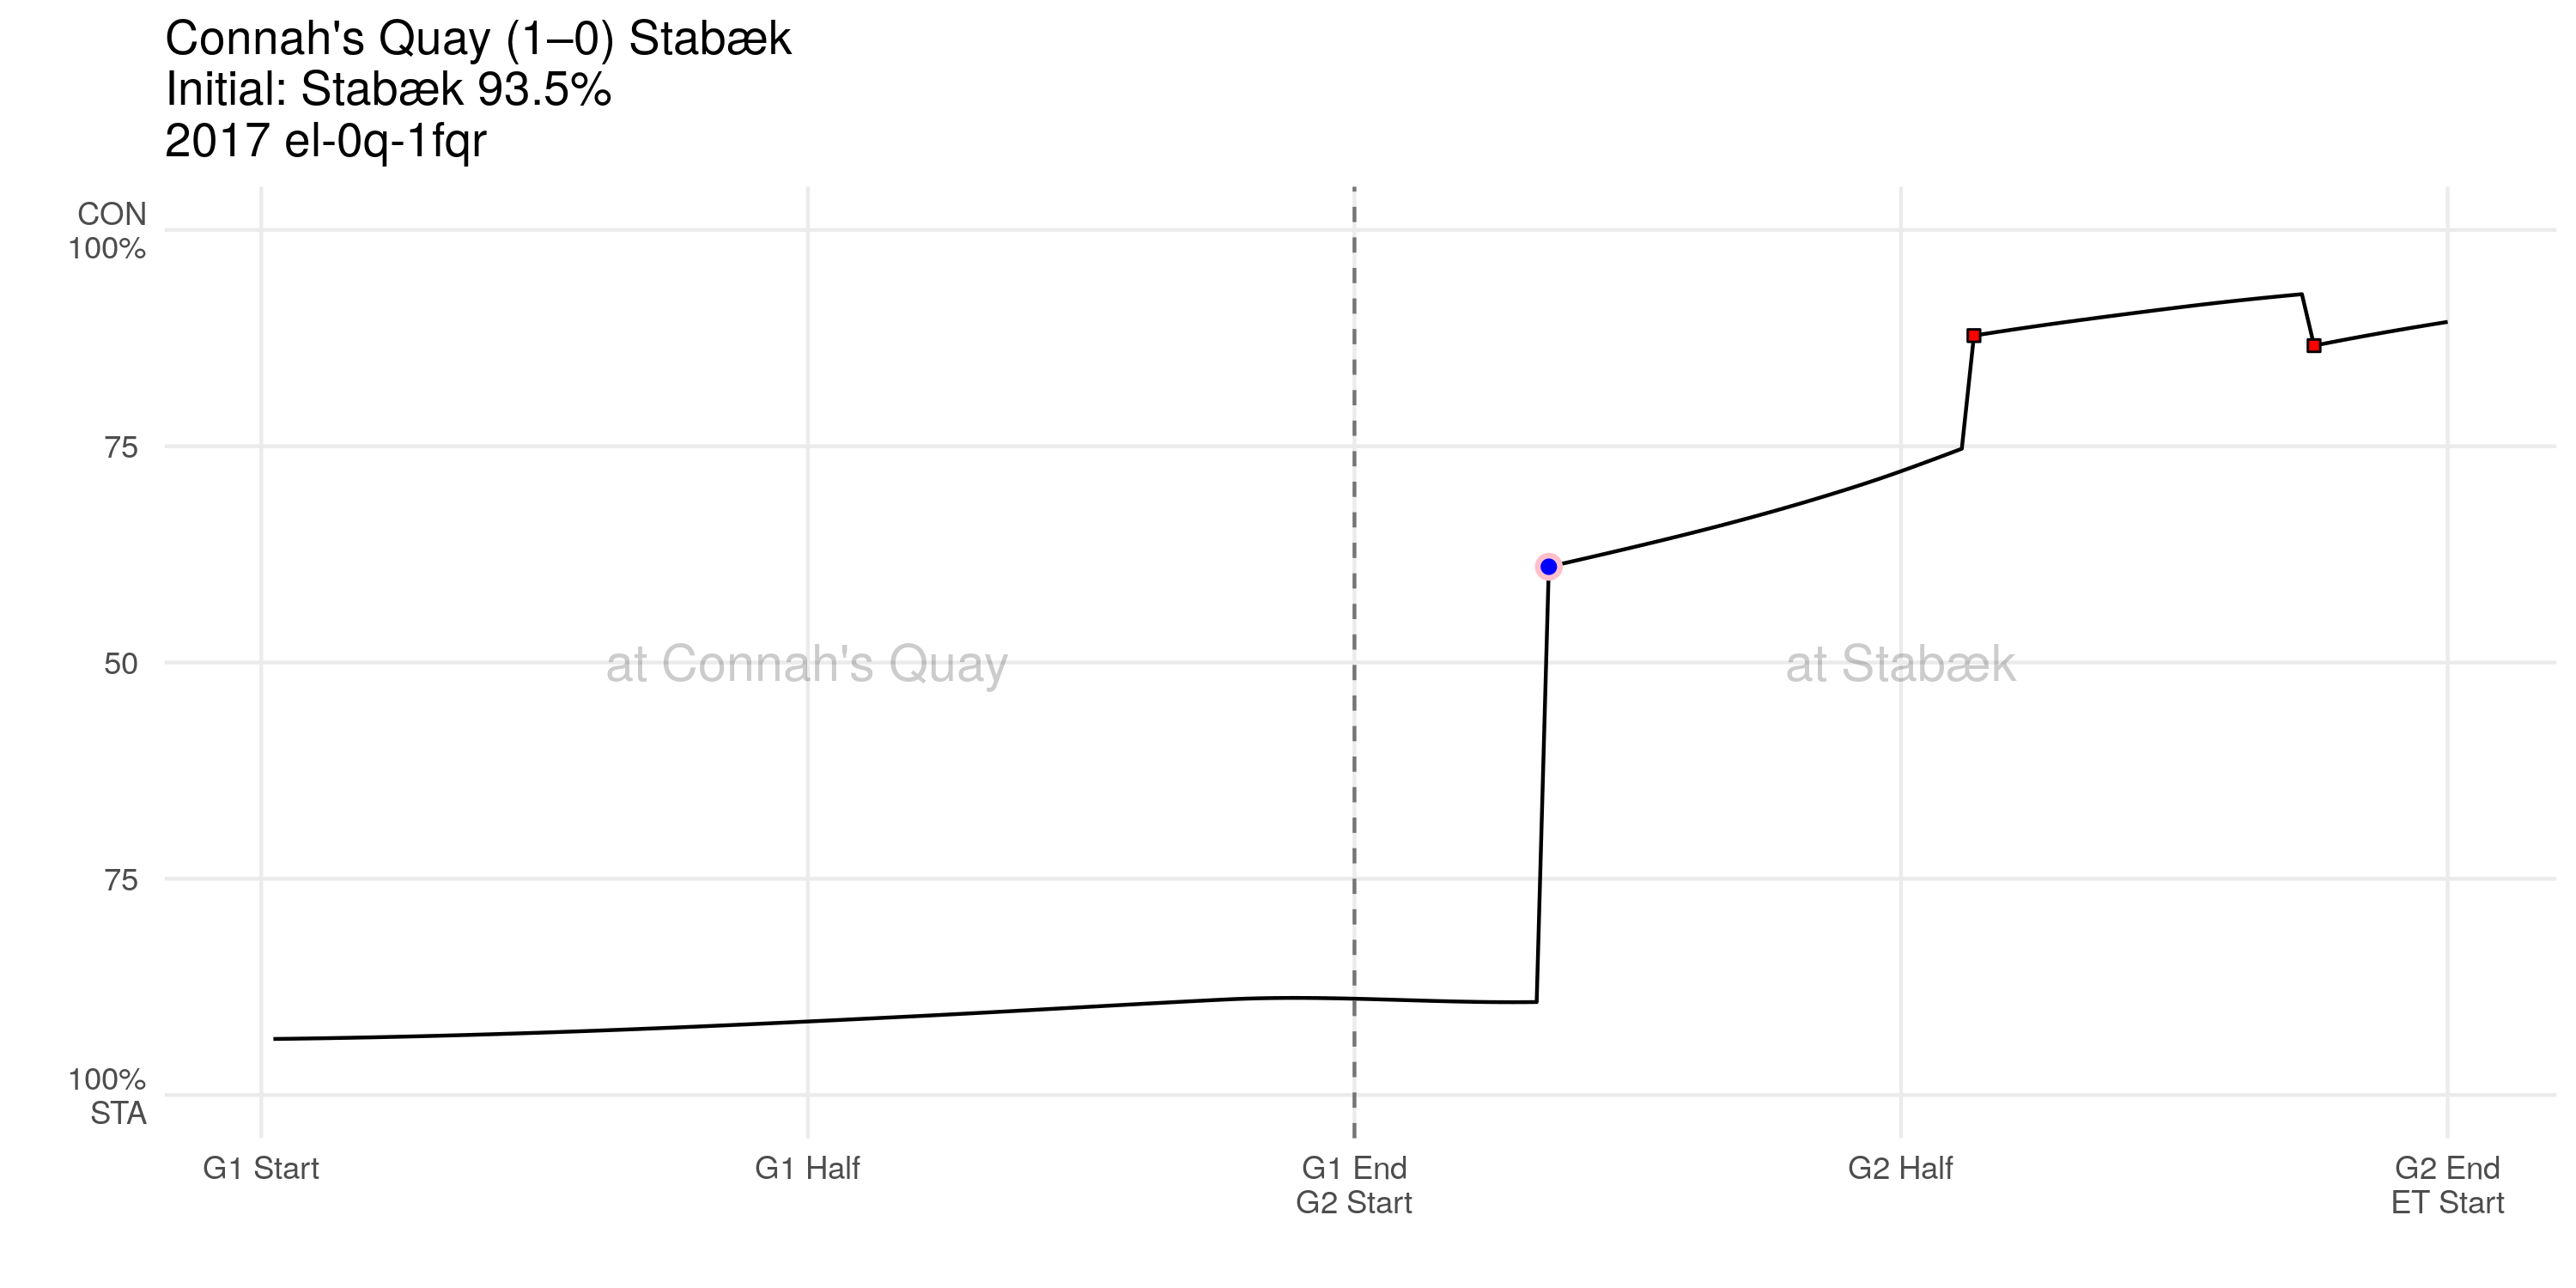 Connah's Quay (1–0) Stabæk
Initial: Stabæk 93.5%
2017 el-0q-1fqr
CON
100%
75
50
75
100%
STA
at Connah's Quay
at Stabæk
G1 Start
G1 Half
G1 End
G2 Start
G2 Half
G2 End
ET Start